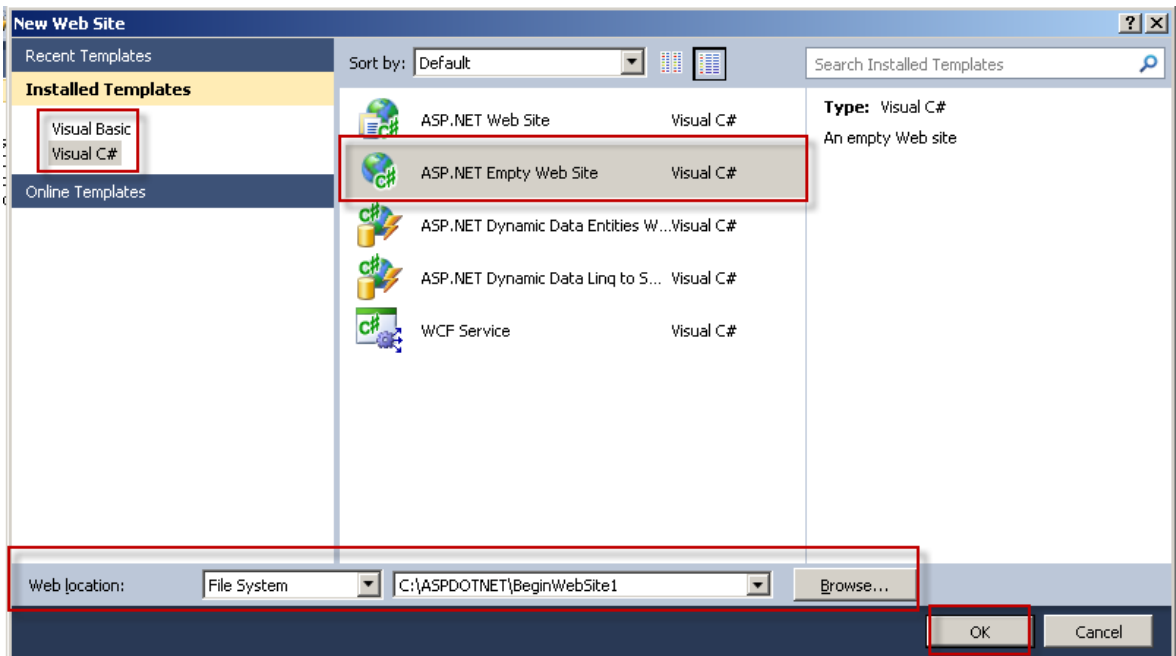 New Web Site
Recent Templates
Installed Templates
Visual Basic
Visual C#
Online Templates
Sort by: Default
Search Installed Templates
ASP.NET Web Site Visual C#
ASP.NET Empty Web Site Visual C#
ASP.NET Dynamic Data Entities W...Visual C#
ASP.NET Dynamic Data Linq to S... Visual C#
WCF Service Visual C#
Type: Visual C#
An empty Web site
Web location: File System C:\ASPDOTNET\BeginWebSite1 Browse...
OK Cancel